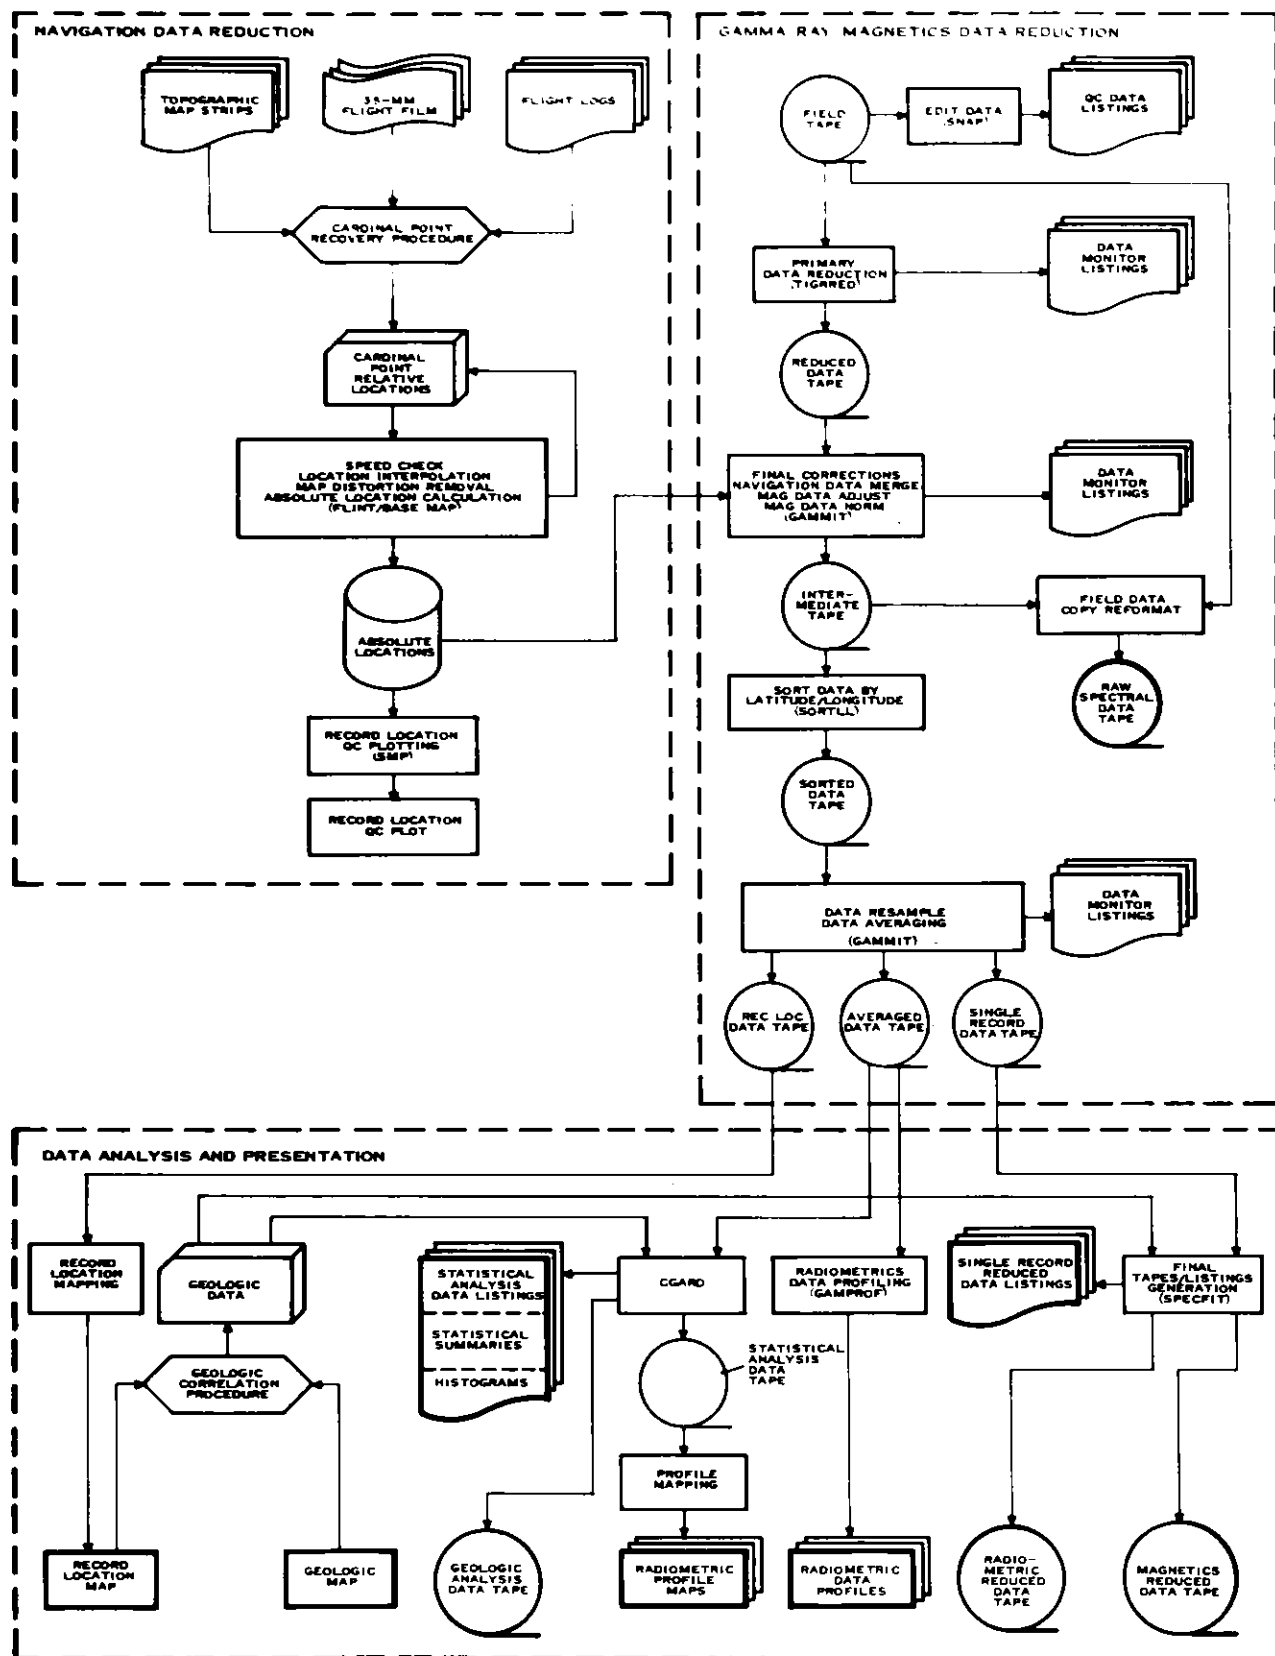 NAVIGATION DATA REDUCTION
TOPOGRAPHIC
MAP STRIPS
35-MM
FLIGHT FILM
FLIGHT LOGS
CARDINAL POINT
RECOVERY PROCEDURE
CARDINAL
POINT
RELATIVE
LOCATIONS
SPEED CHECK
LOCATION INTERPOLATION
MAP DISTORTION REMOVAL
ABSOLUTE LOCATION CALCULATION
(FLINT/BASE MAP)
ABSOLUTE
LOCATIONS
RECORD LOCATION
QC PLOTTING
(SMP)
RECORD LOCATION
QC PLOT
GAMMA RAY MAGNETICS DATA REDUCTION
FIELD
TAPE
EDIT DATA
(SNAP)
QC DATA
LISTINGS
PRIMARY
DATA REDUCTION
(TIGRRED)
DATA
MONITOR
LISTINGS
REDUCED
DATA
TAPE
FINAL CORRECTIONS
NAVIGATION DATA MERGE
MAG DATA ADJUST
MAG DATA NORM
(GAMMIT)
DATA
MONITOR
LISTINGS
INTER-
MEDIATE
TAPE
FIELD DATA
COPY REFORMAT
RAW
SPECTRAL
DATA
TAPE
SORT DATA BY
LATITUDE/LONGITUDE
(SORTLL)
SORTED
DATA
TAPE
DATA RESAMPLE
DATA AVERAGING
(GAMMIT)
DATA
MONITOR
LISTINGS
REC LOC
DATA TAPE
AVERAGED
DATA TAPE
SINGLE
RECORD
DATA TAPE
DATA ANALYSIS AND PRESENTATION
RECORD
LOCATION
MAPPING
GEOLOGIC
DATA
STATISTICAL
ANALYSIS
DATA LISTINGS
STATISTICAL
SUMMARIES
HISTOGRAMS
CGARD
RADIOMETRICS
DATA PROFILING
(GAMPROF)
SINGLE RECORD
REDUCED
DATA LISTINGS
FINAL
TAPES/LISTINGS
GENERATION
(SPECFIT)
GEOLOGIC
CORRELATION
PROCEDURE
STATISTICAL
ANALYSIS
DATA
TAPE
PROFILE
MAPPING
RECORD
LOCATION
MAP
GEOLOGIC
MAP
GEOLOGIC
ANALYSIS
DATA TAPE
RADIOMETRIC
PROFILE
MAPS
RADIOMETRIC
DATA
PROFILES
RADIO-
METRIC
REDUCED
DATA
TAPE
MAGNETICS
REDUCED
DATA TAPE